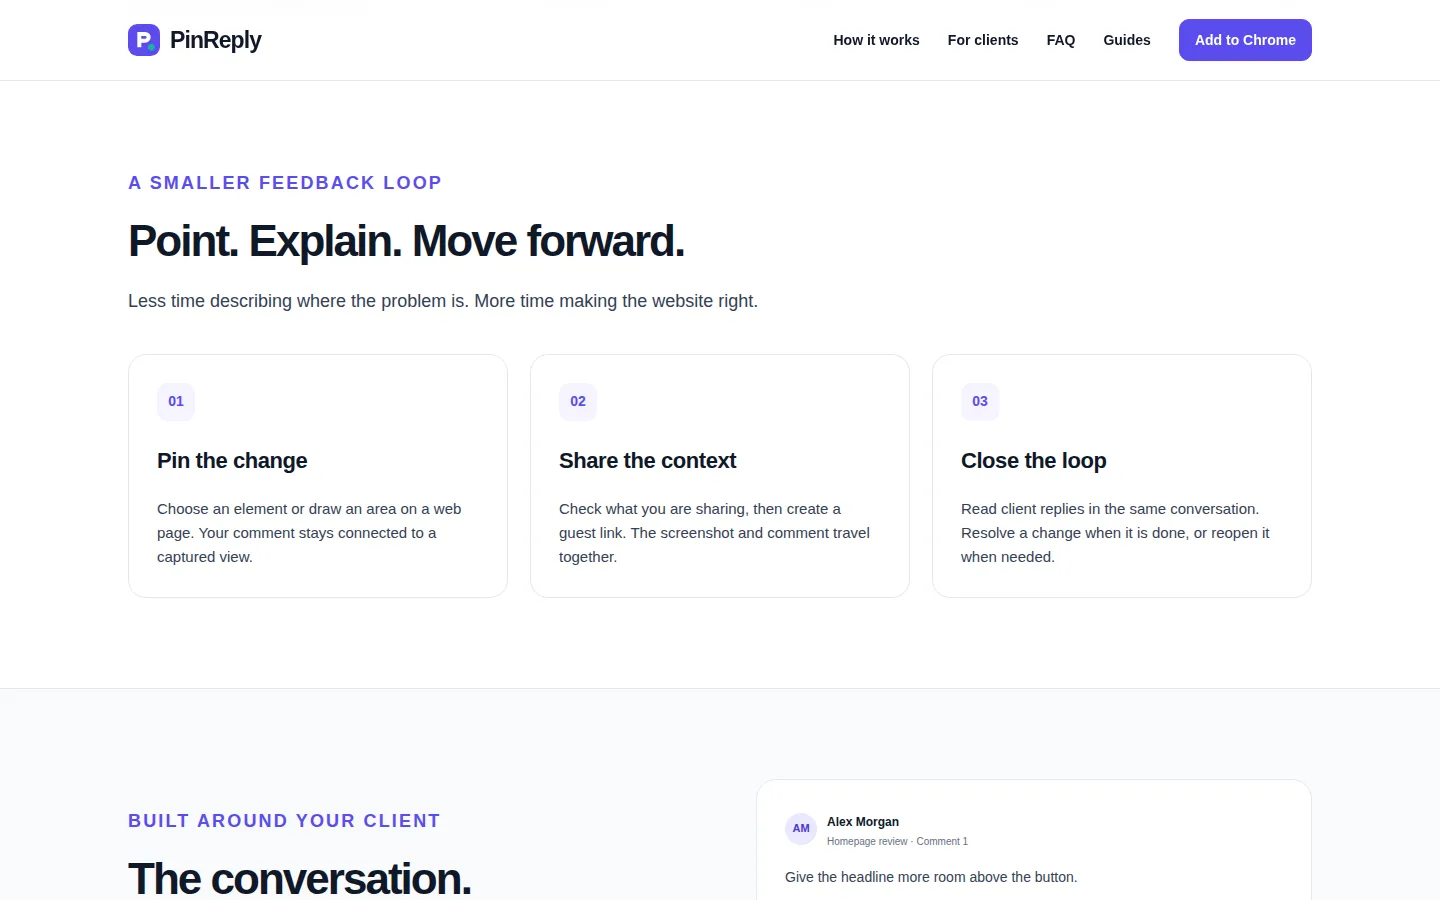 PinReply
How it works
For clients
FAQ
Guides
Add to Chrome
A SMALLER FEEDBACK LOOP
Point. Explain. Move forward.
Less time describing where the problem is. More time making the website right.
01
Pin the change
Choose an element or draw an area on a web
page. Your comment stays connected to a
captured view.
02
Share the context
Check what you are sharing, then create a
guest link. The screenshot and comment travel
together.
03
Close the loop
Read client replies in the same conversation.
Resolve a change when it is done, or reopen it
when needed.
BUILT AROUND YOUR CLIENT
The conversation.
AM
Alex Morgan
Homepage review · Comment 1
Give the headline more room above the button.